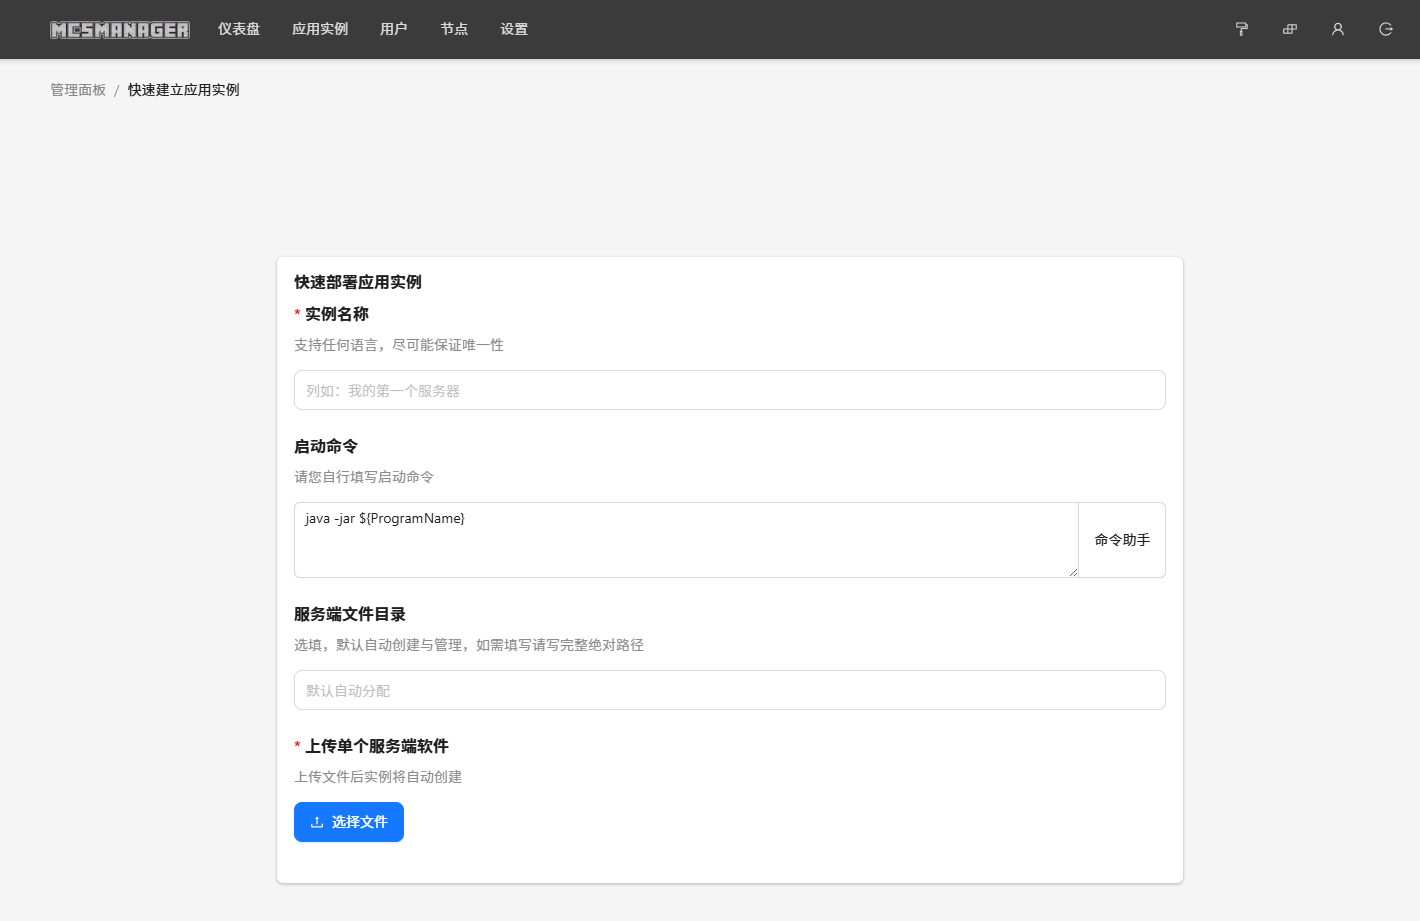 MCSMANAGER 仪表盘 应用实例 用户 节点 设置
管理面板 / 快速建立应用实例
快速部署应用实例
* 实例名称
支持任何语言，尽可能保证唯一性
列如：我的第一个服务器
启动命令
请您自行填写启动命令
java -jar ${ProgramName}
命令助手
服务端文件目录
选填，默认自动创建与管理，如需填写请写完整绝对路径
默认自动分配
* 上传单个服务端软件
上传文件后实例将自动创建
选择文件